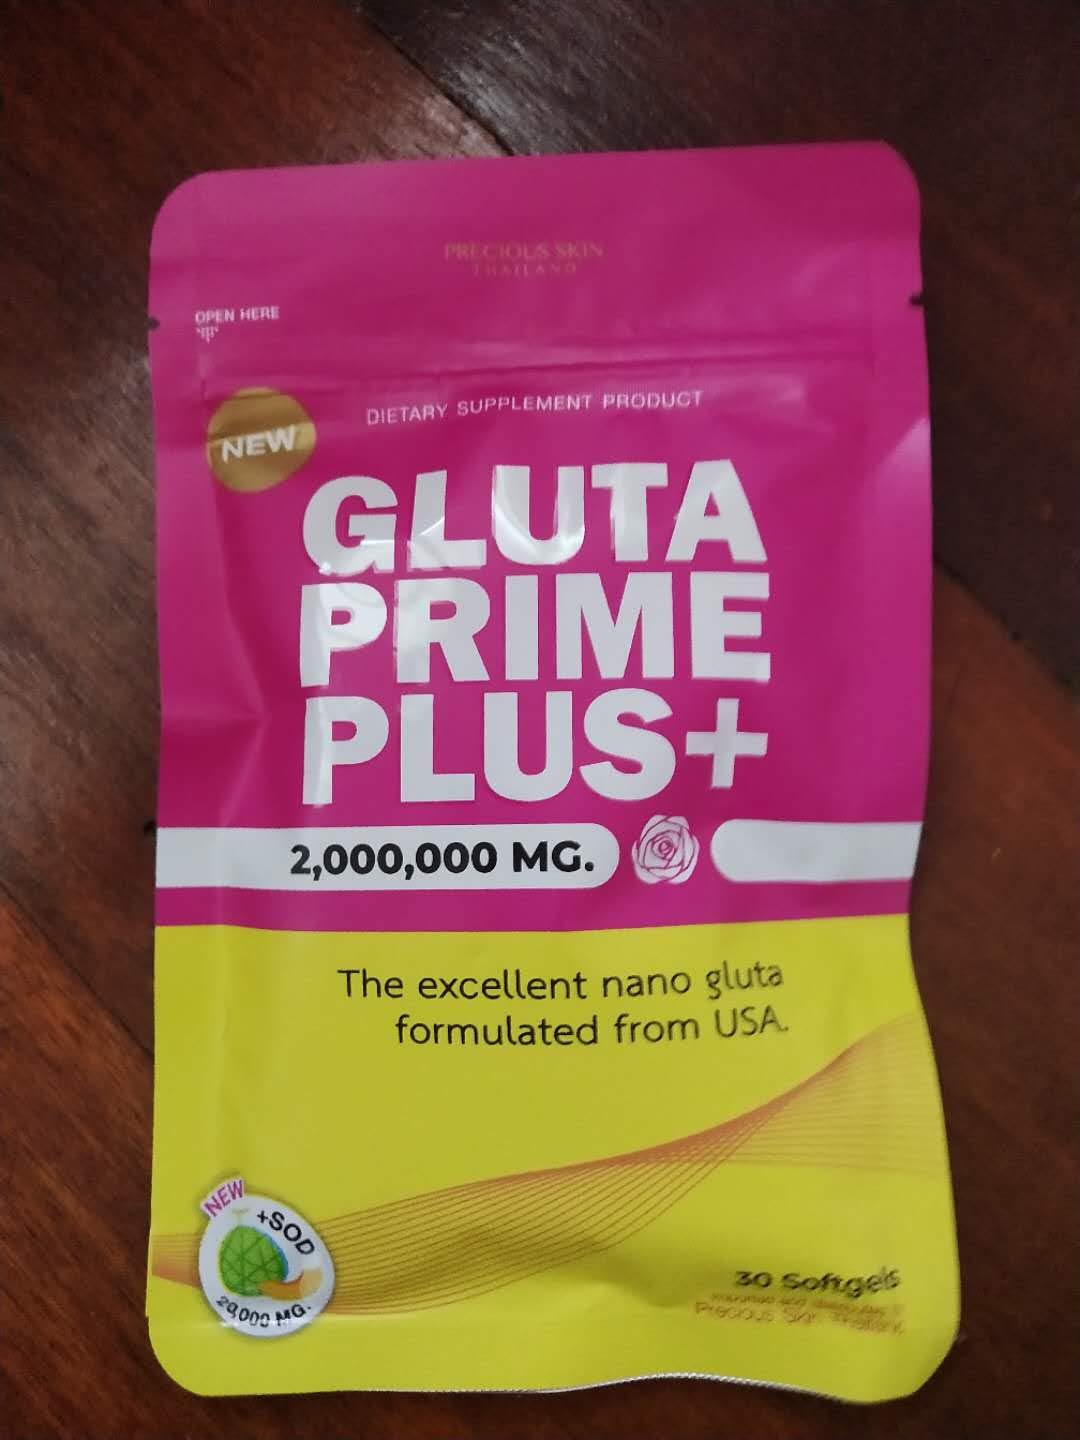 PRECIOUS SKIN
THAILAND
OPEN HERE
DIETARY SUPPLEMENT PRODUCT
NEW
GLUTA
PRIME
PLUS+
2,000,000 MG.
The excellent nano gluta
formulated from USA.
NEW
+SOD
20,000 MG.
30 Softgels
Precious Skin Thailand